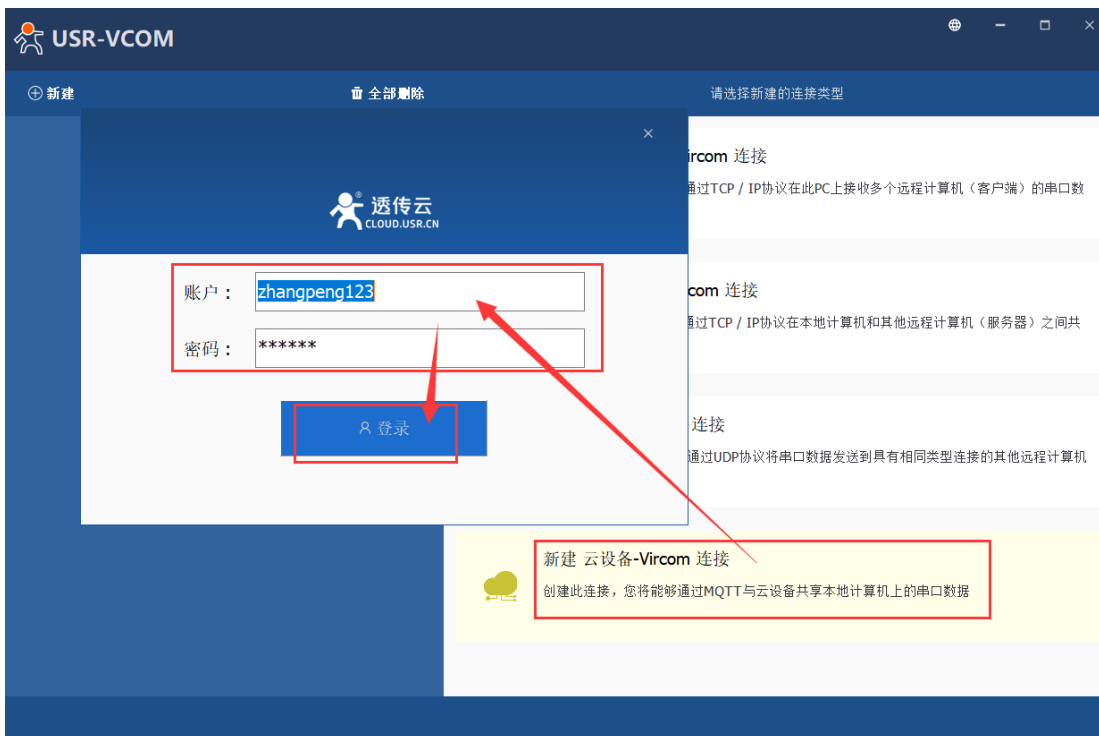 USR-VCOM
新建
全部删除
请选择新建的连接类型
ircom 连接
通过TCP / IP协议在此PC上接收多个远程计算机（客户端）的串口数
透传云
CLOUD.USR.CN
账户：
zhangpeng123
com 连接
通过TCP / IP协议在本地计算机和其他远程计算机（服务器）之间共
密码：
******
登录
连接
通过UDP协议将串口数据发送到具有相同类型连接的其他远程计算机
新建 云设备-Vircom 连接
创建此连接，您将能够通过MQTT与云设备共享本地计算机上的串口数据